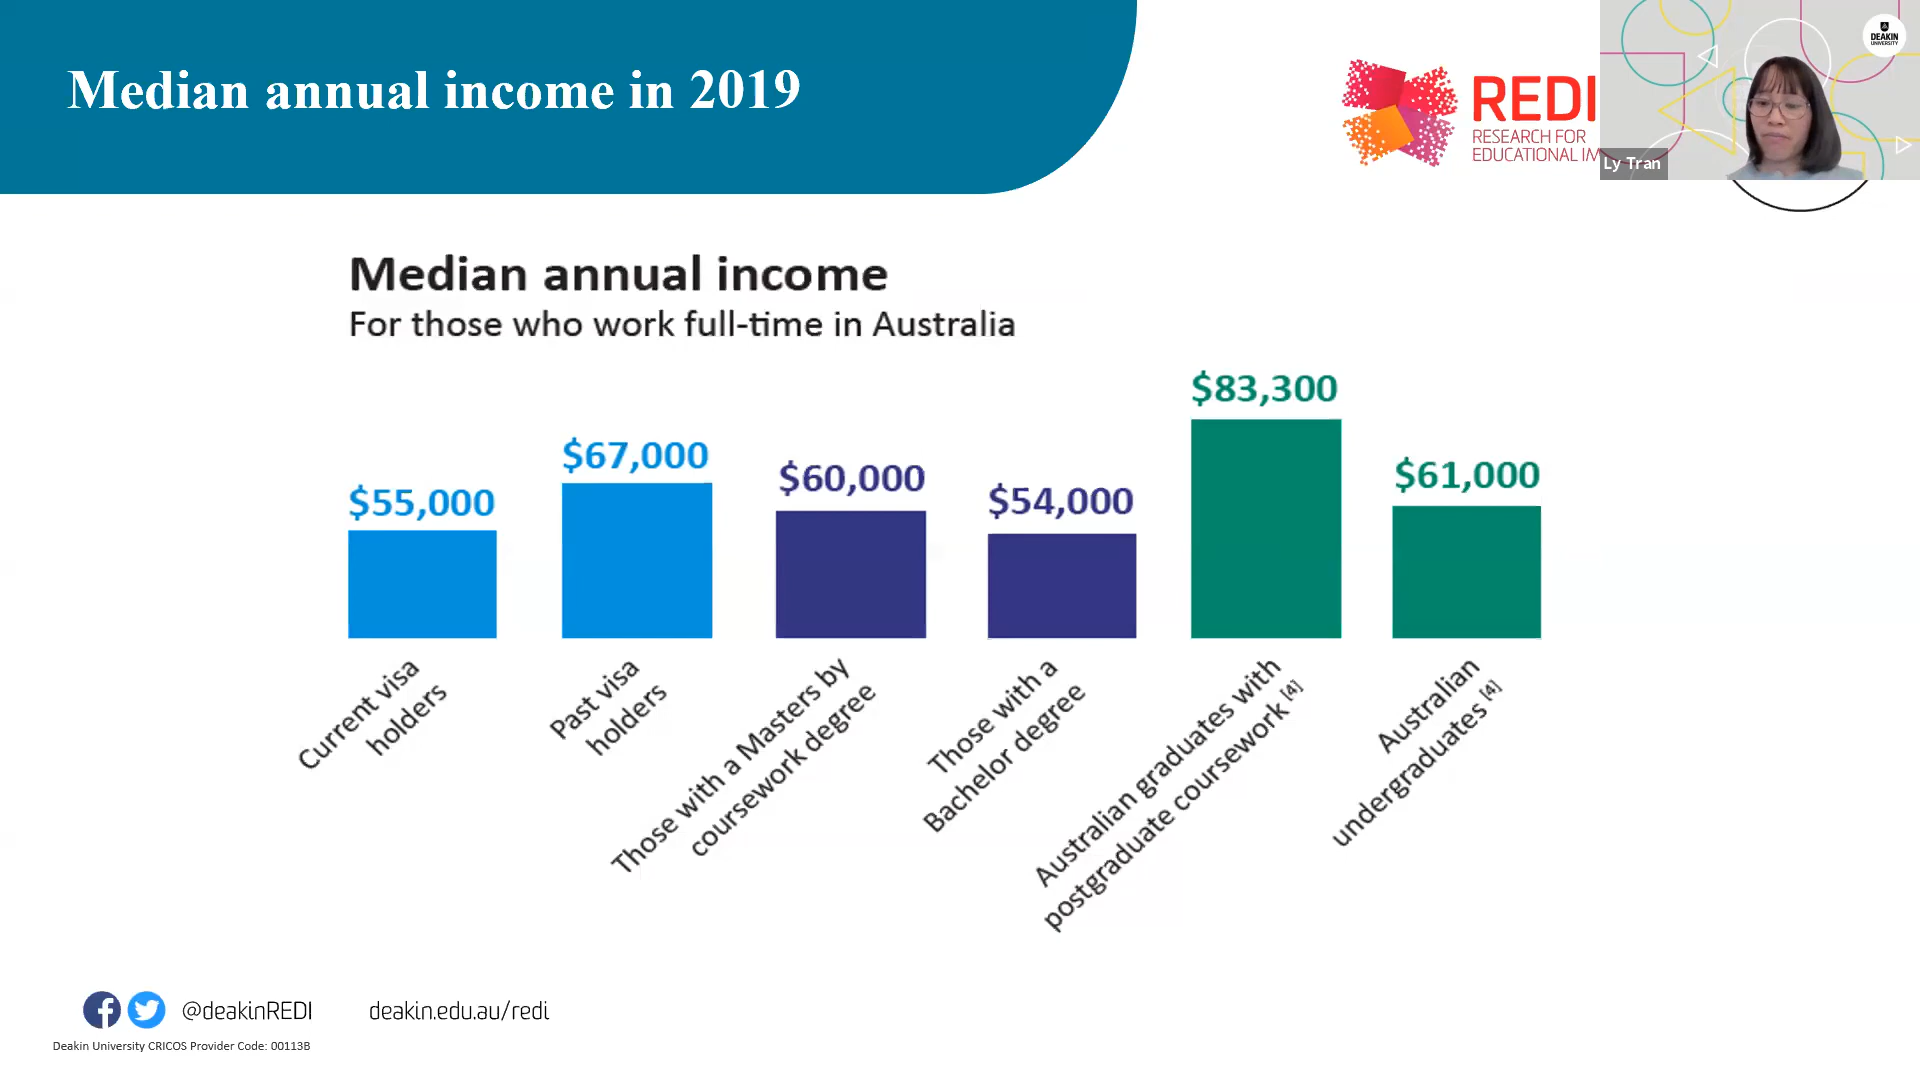 Median annual income in 2019
REDI
RESEARCH FOR
EDUCATIONAL
DEAKIN
UNIVERSITY
Ly Tran
Median annual income
For those who work full-time in Australia
$55,000
$67,000
$60,000
$54,000
$83,300
$61,000
Current visa
holders
Past visa
holders
Those with a Masters by
coursework degree
Those with a
Bachelor degree
Australian graduates with
postgraduate coursework [4]
Australian
undergraduates [4]
@deakinREDI
deakin.edu.au/redi
Deakin University CRICOS Provider Code: 00113B